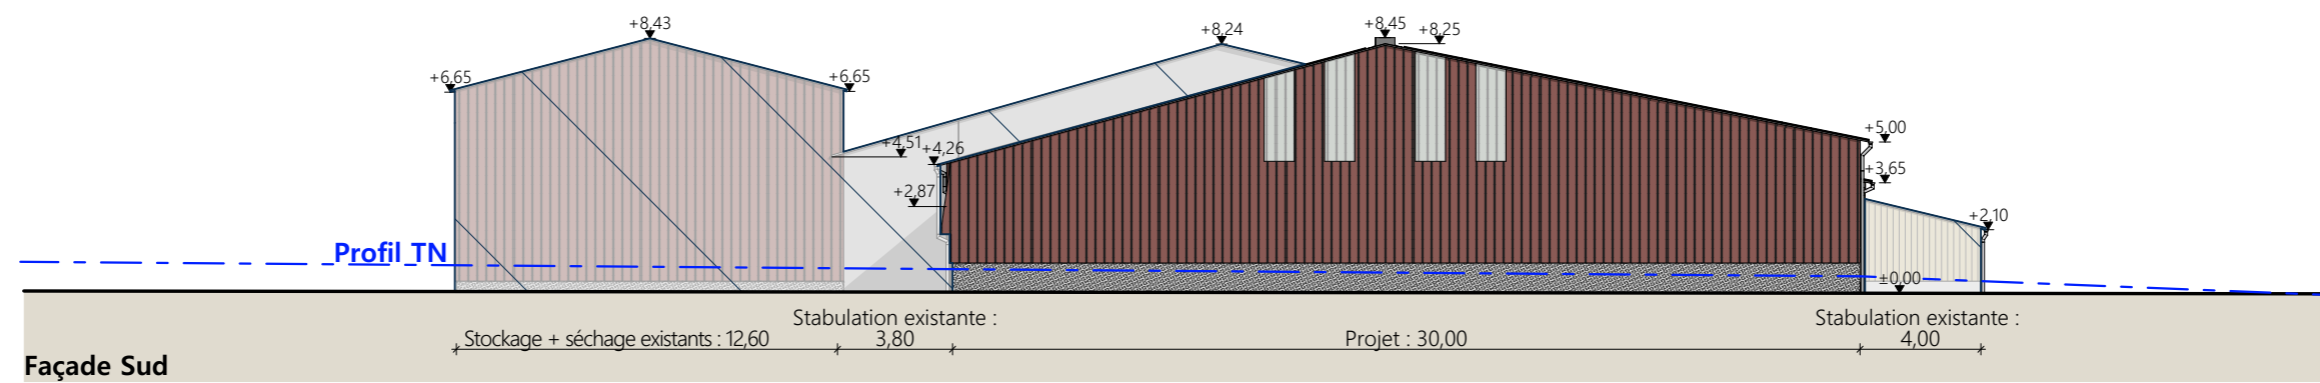 +8,43
+8,24
+8,45
+8,25
+6,65
+6,65
+4,51
+4,26
+5,00
+3,65
+2,87
+2,10
Profil TN
±0,00
Stabulation existante :
3,80
Stabulation existante :
4,00
Stockage + séchage existants : 12,60
Projet : 30,00
Façade Sud